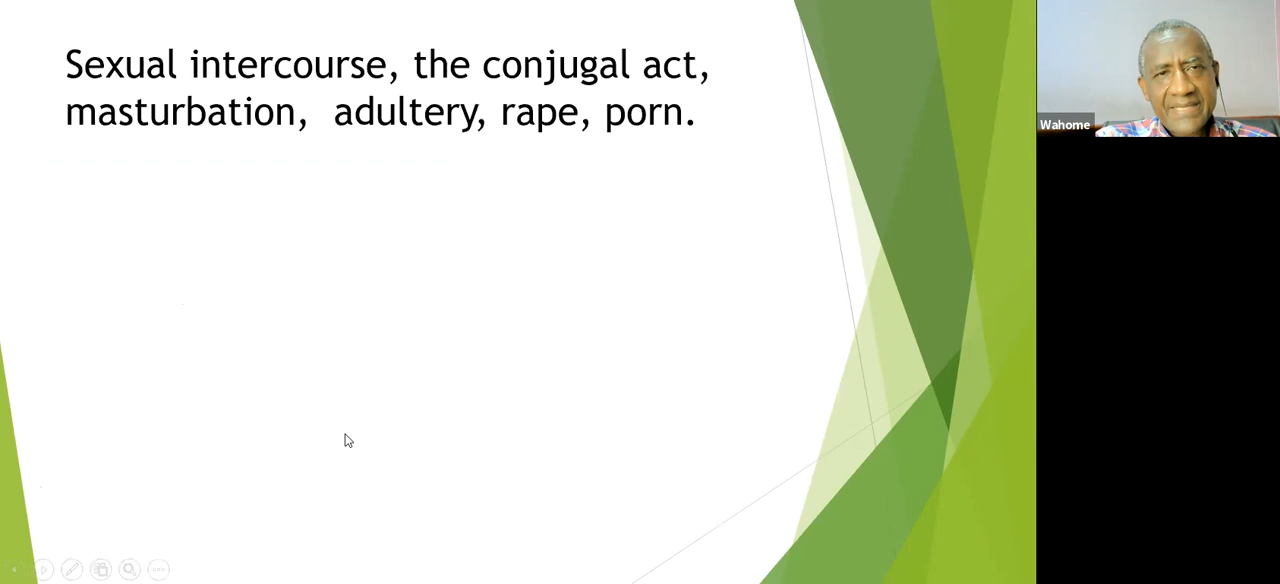 Sexual intercourse, the conjugal act,
masturbation,  adultery, rape, porn.
Wahome